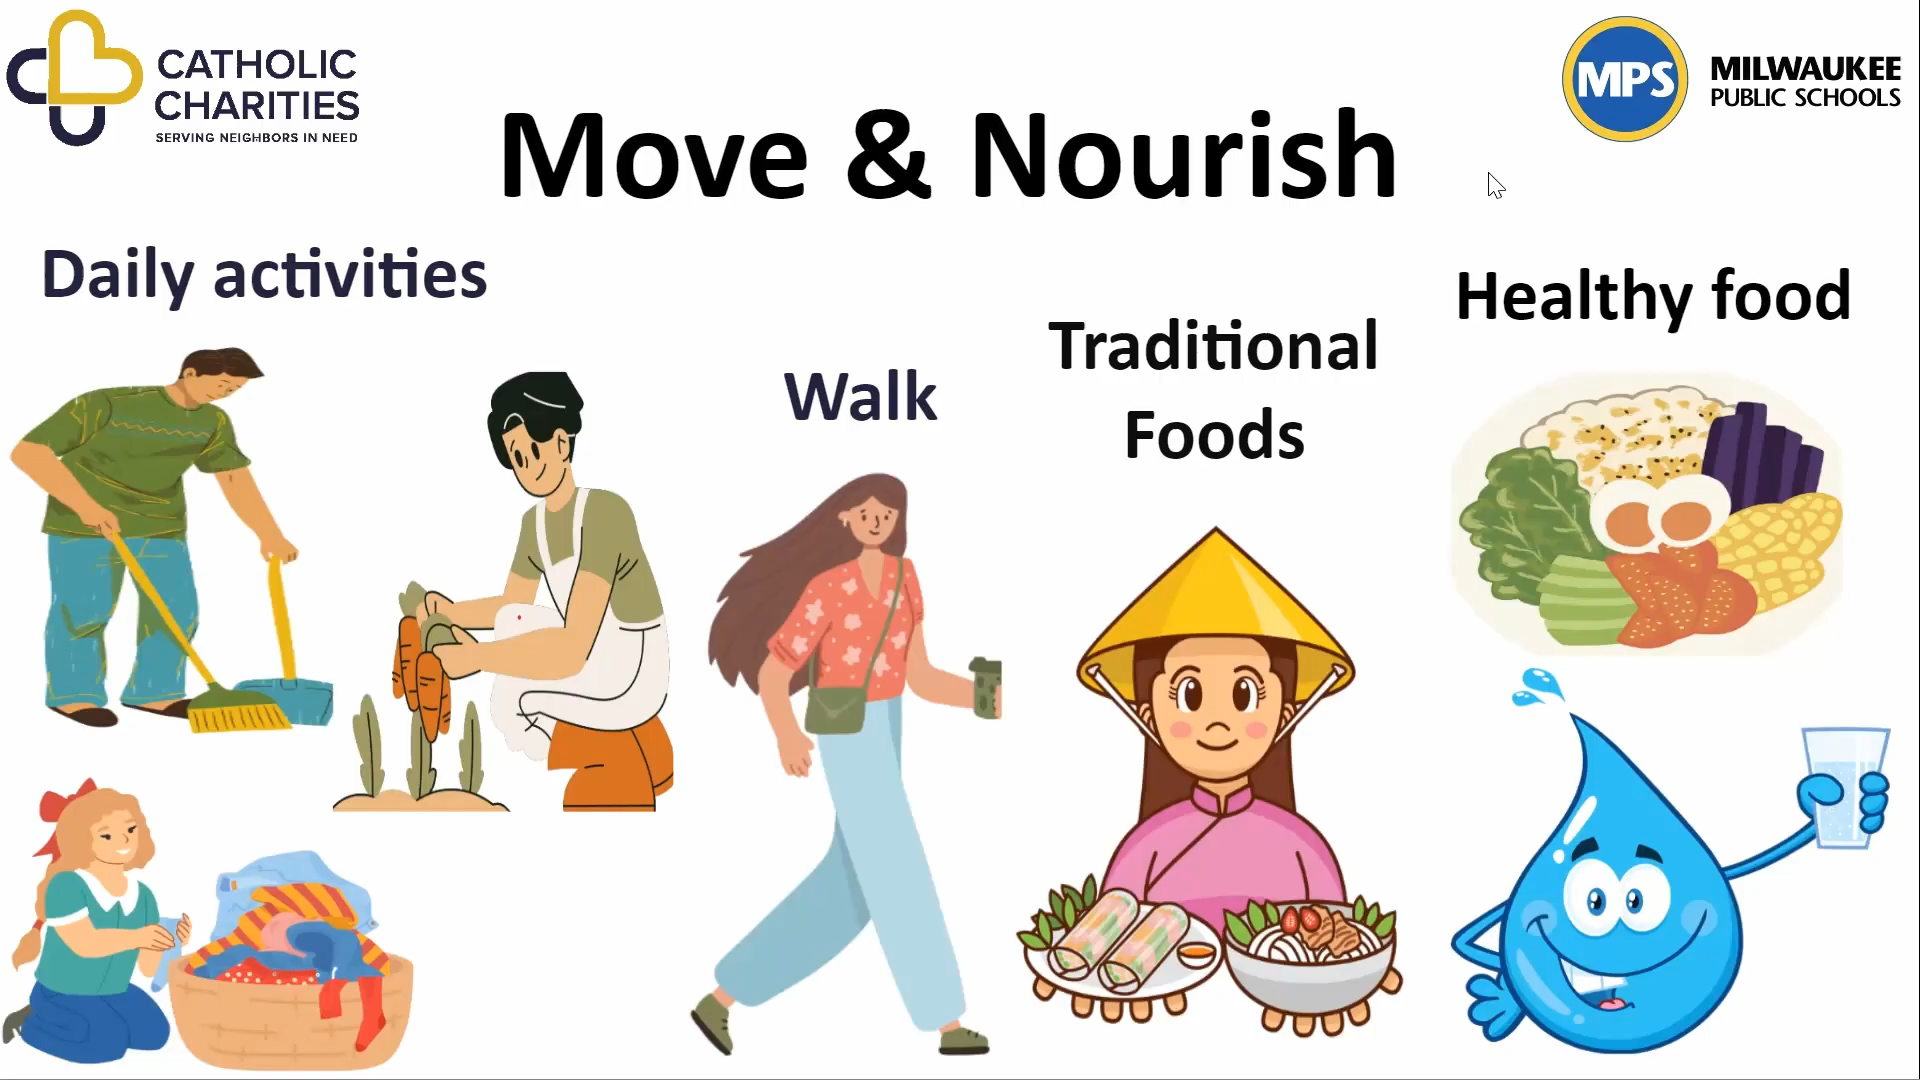 CATHOLIC
CHARITIES
SERVING NEIGHBORS IN NEED
MPS
MILWAUKEE
PUBLIC SCHOOLS
Move & Nourish
Daily activities
Walk
Traditional
Foods
Healthy food